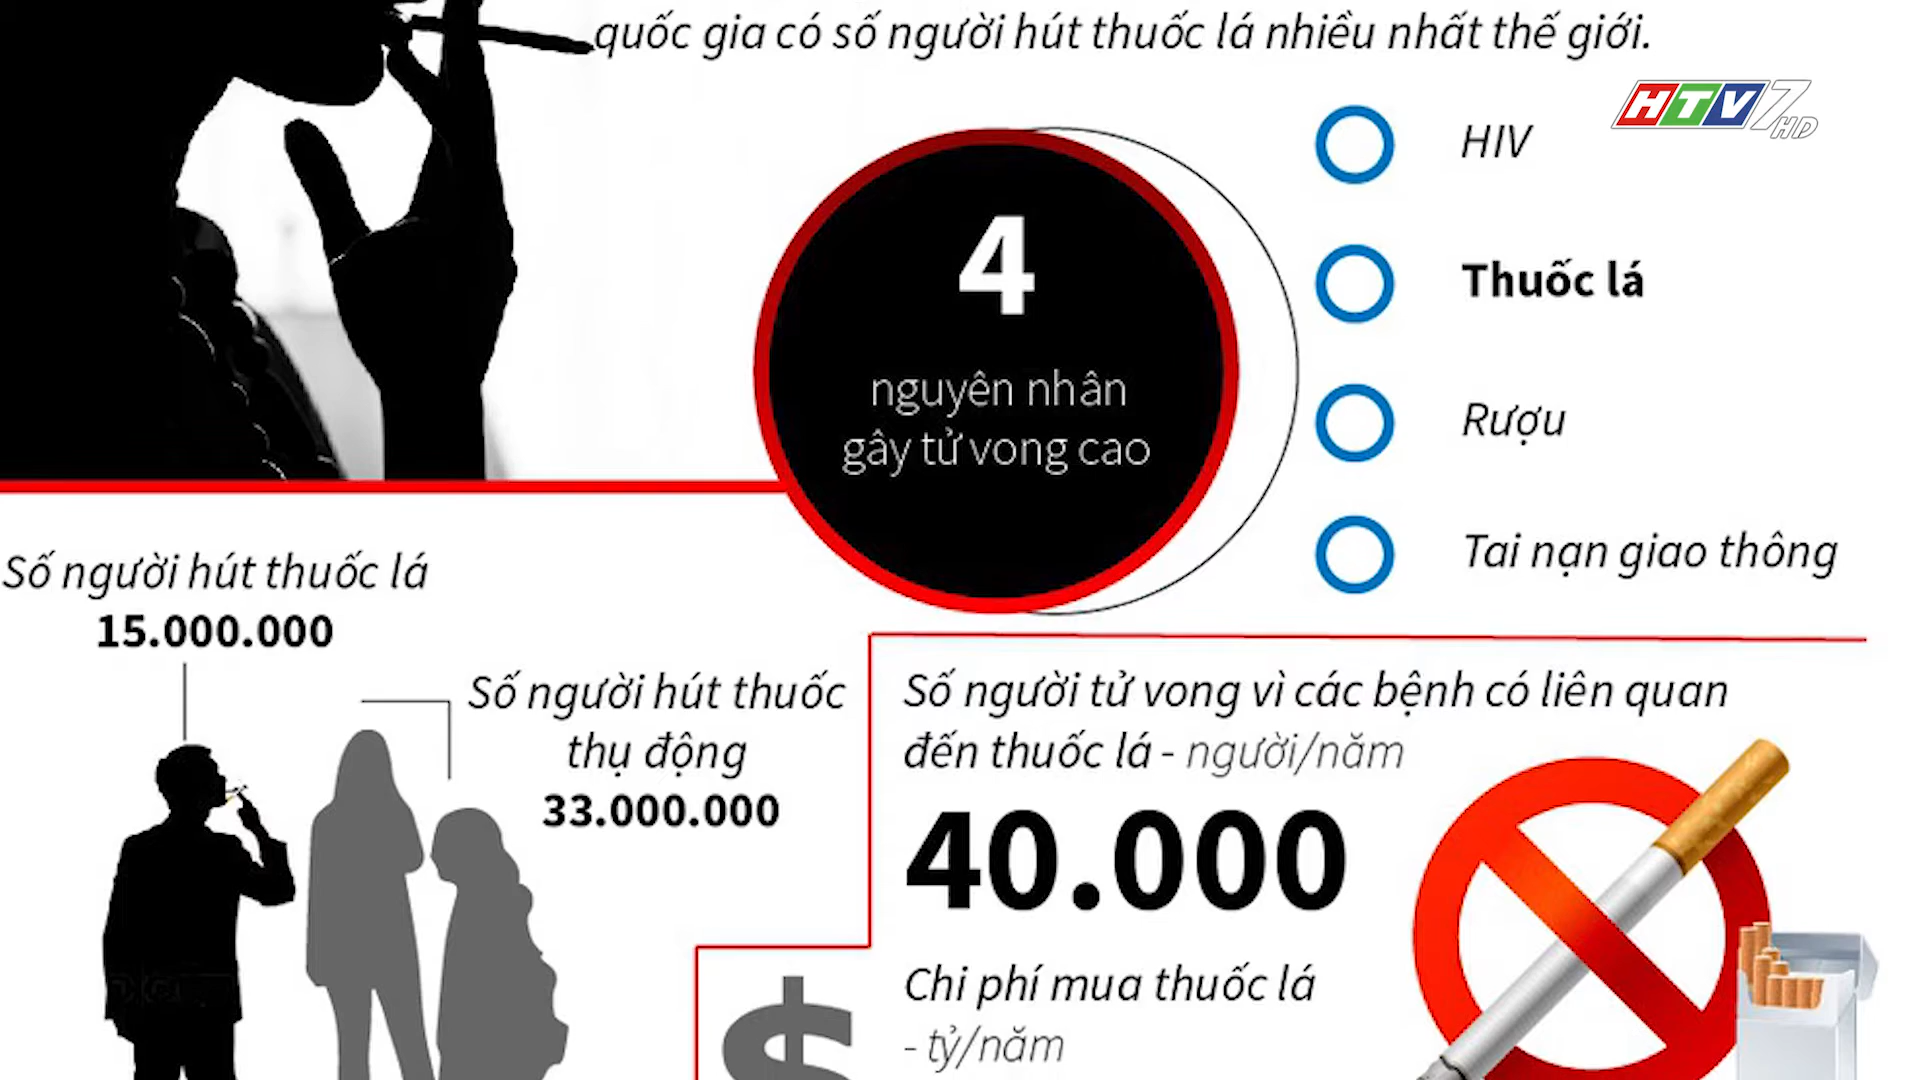 quốc gia có số người hút thuốc lá nhiều nhất thế giới.
HTV7 HD
HIV
4
nguyên nhân
gây tử vong cao
Thuốc lá
Rượu
Tai nạn giao thông
Số người hút thuốc lá
15.000.000
Số người hút thuốc
thụ động
33.000.000
Số người tử vong vì các bệnh có liên quan
đến thuốc lá - người/năm
40.000
Chi phí mua thuốc lá
- tỷ/năm
$